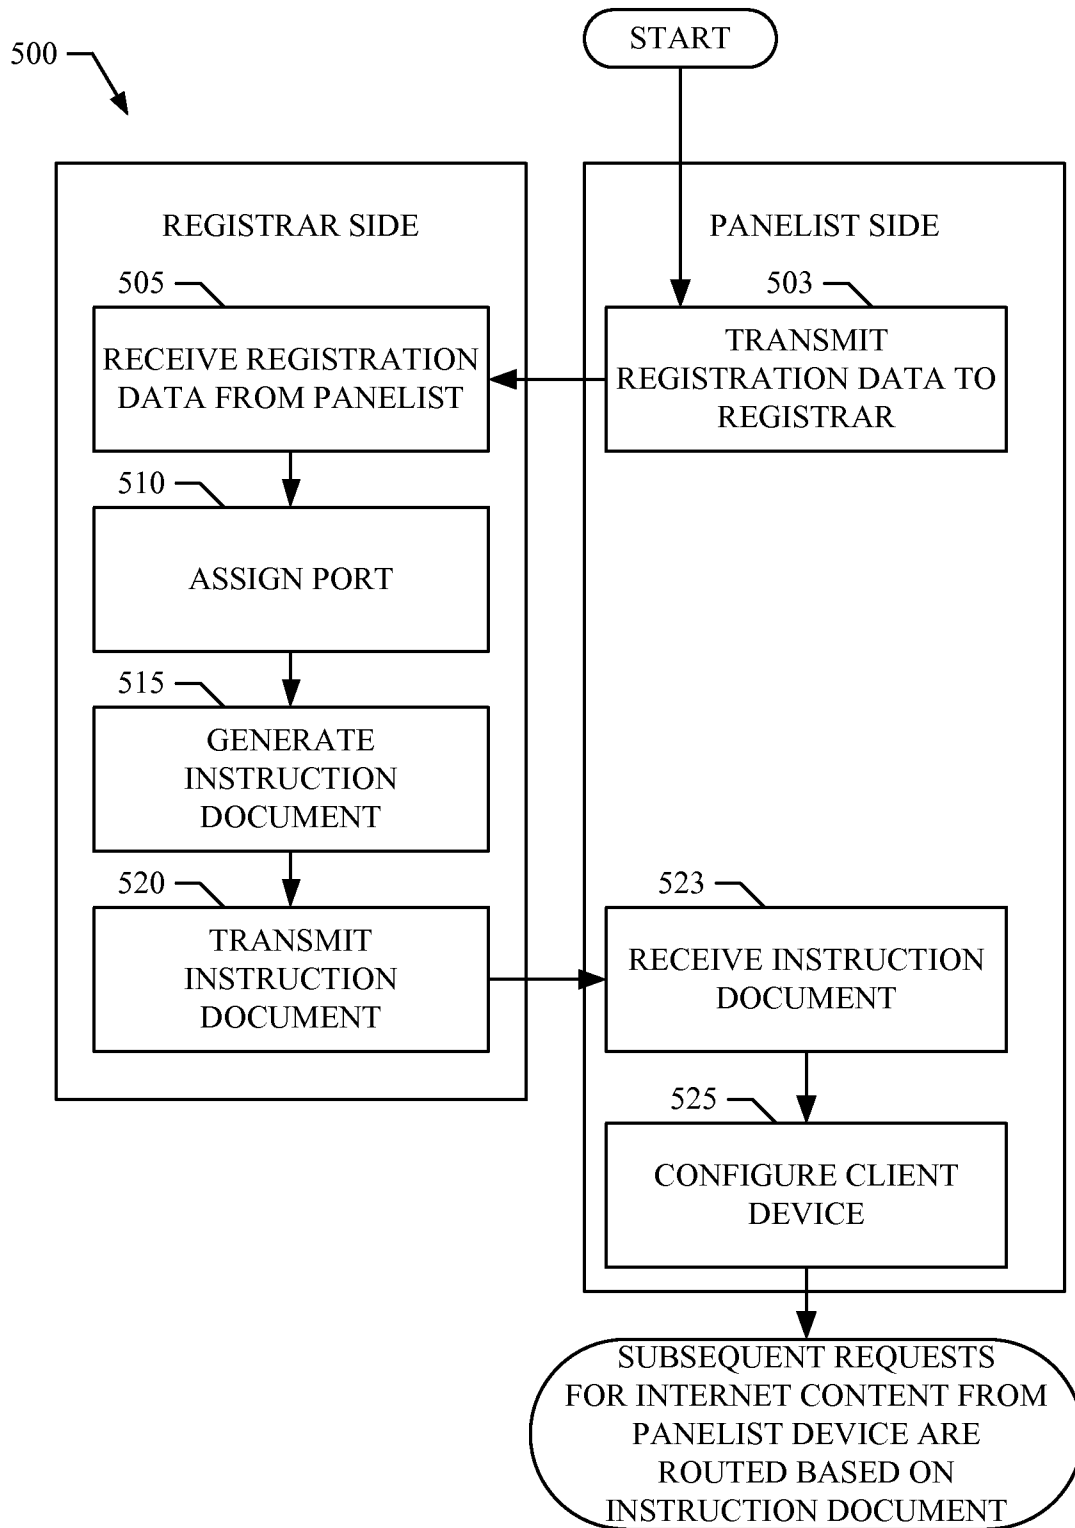 START
500
REGISTRAR SIDE
PANELIST SIDE
503
TRANSMIT
REGISTRATION DATA TO
REGISTRAR
505
RECEIVE REGISTRATION
DATA FROM PANELIST
510
ASSIGN PORT
515
GENERATE
INSTRUCTION
DOCUMENT
520
TRANSMIT
INSTRUCTION
DOCUMENT
523
RECEIVE INSTRUCTION
DOCUMENT
525
CONFIGURE CLIENT
DEVICE
SUBSEQUENT REQUESTS
FOR INTERNET CONTENT FROM
PANELIST DEVICE ARE
ROUTED BASED ON
INSTRUCTION DOCUMENT